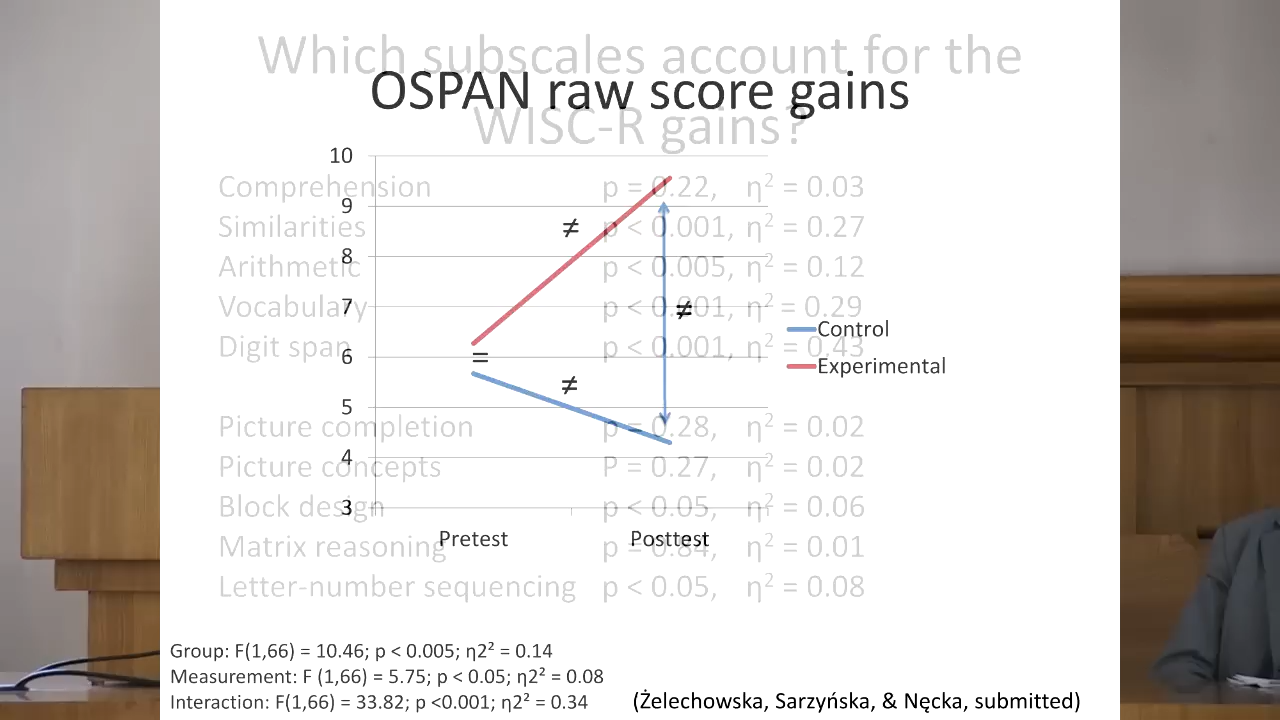 Which subscales account for the
WISC-R gains?
OSPAN raw score gains
10
9
8
7
6
5
4
3
≠
≠
=
≠
Pretest
Posttest
Control
Experimental
Comprehension p = 0.22, η² = 0.03
Similarities p < 0.001, η² = 0.27
Arithmetic p < 0.005, η² = 0.12
Vocabulary p < 0.001, η² = 0.29
Digit span p < 0.001, η² = 0.43
Picture completion p = 0.28, η² = 0.02
Picture concepts P = 0.27, η² = 0.02
Block design p < 0.05, η² = 0.06
Matrix reasoning p = 0.84, η² = 0.01
Letter-number sequencing p < 0.05, η² = 0.08
Group: F(1,66) = 10.46; p < 0.005; η2² = 0.14
Measurement: F (1,66) = 5.75; p < 0.05; η2² = 0.08
Interaction: F(1,66) = 33.82; p <0.001; η2² = 0.34
(Żelechowska, Sarzyńska, & Nęcka, submitted)